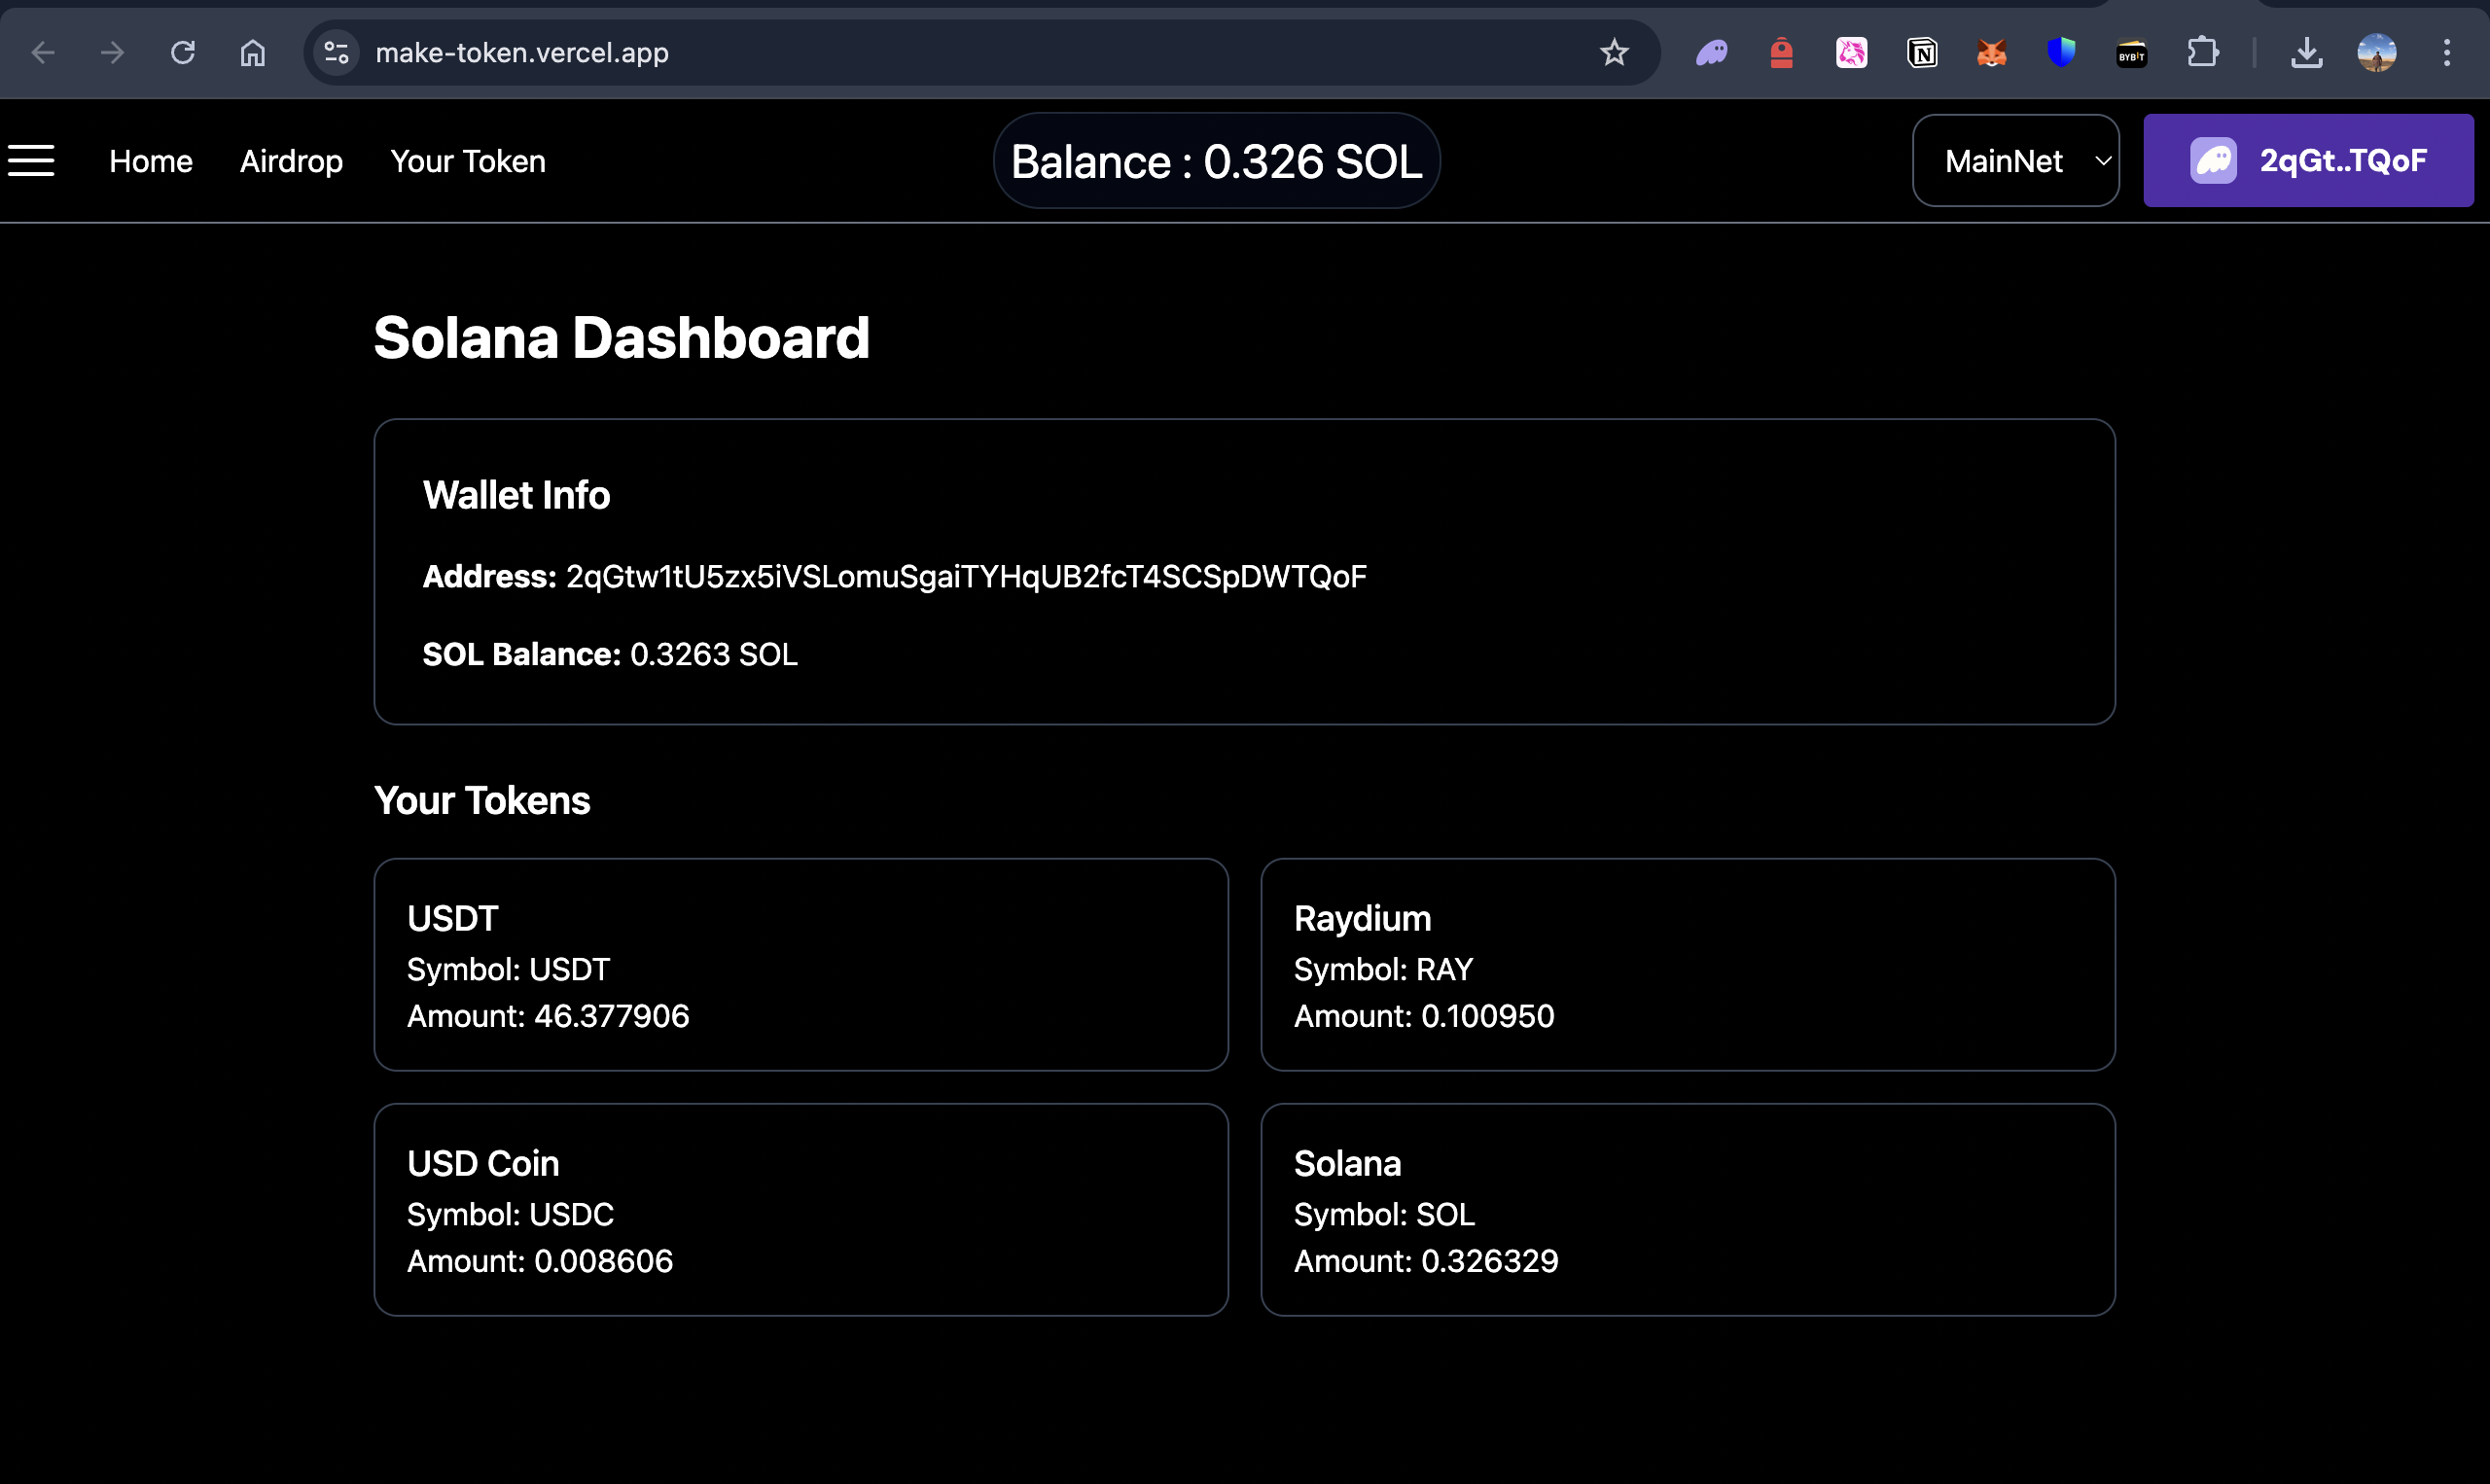 make-token.vercel.app
N
BYBIT
Home
Airdrop
Your Token
Balance : 0.326 SOL
MainNet
2qGt..TQoF
Solana Dashboard
Wallet Info
Address: 2qGtw1tU5zx5iVSLomuSgaiTYHqUB2fcT4SCSpDWTQoF
SOL Balance: 0.3263 SOL
Your Tokens
USDT
Symbol: USDT
Amount: 46.377906
Raydium
Symbol: RAY
Amount: 0.100950
USD Coin
Symbol: USDC
Amount: 0.008606
Solana
Symbol: SOL
Amount: 0.326329